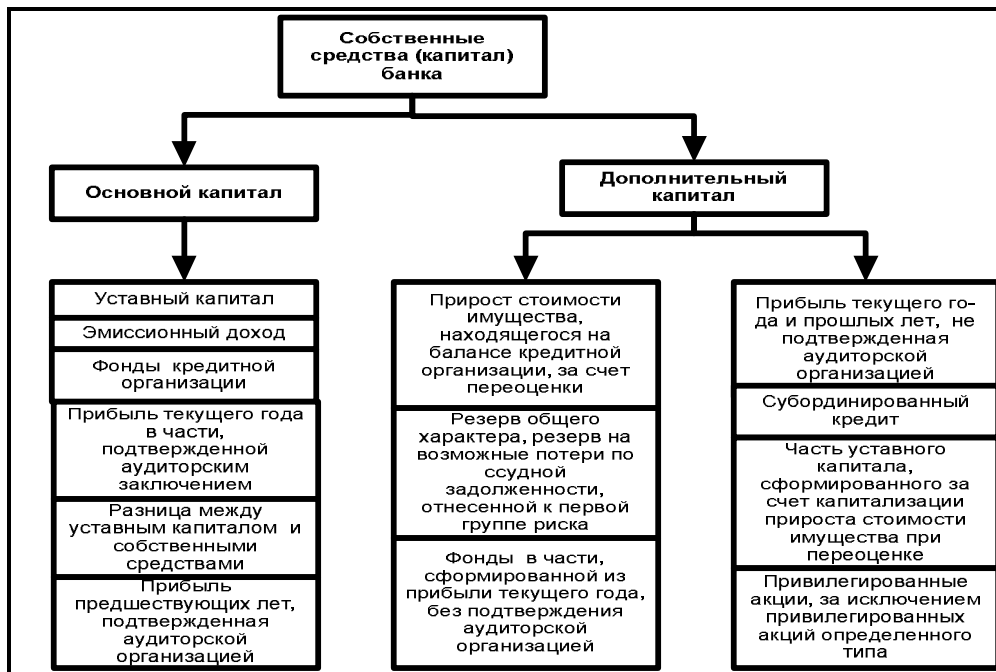 Собственные
средства (капитал)
банка
Основной капитал
Дополнительный
капитал
Уставный капитал
Эмиссионный доход
Фонды кредитной
организации
Прибыль текущего года
в части,
подтвержденной
аудиторским
заключением
Разница между
уставным капиталом и
собственными
средствами
Прибыль
предшествующих лет,
подтвержденная
аудиторской
организацией
Прирост стоимости
имущества,
находящегося на
балансе кредитной
организации, за счет
переоценки
Резерв общего
характера, резерв на
возможные потери по
ссудной
задолженности,
отнесенной к первой
группе риска
Фонды в части,
сформированной из
прибыли текущего года,
без подтверждения
аудиторской
организацией
Прибыль текущего го-
да и прошлых лет, не
подтвержденная
аудиторской
организацией
Субординированный
кредит
Часть уставного
капитала,
сформированного за
счет капитализации
прироста стоимости
имущества при
переоценке
Привилегированные
акции, за исключением
привилегированных
акций определенного
типа